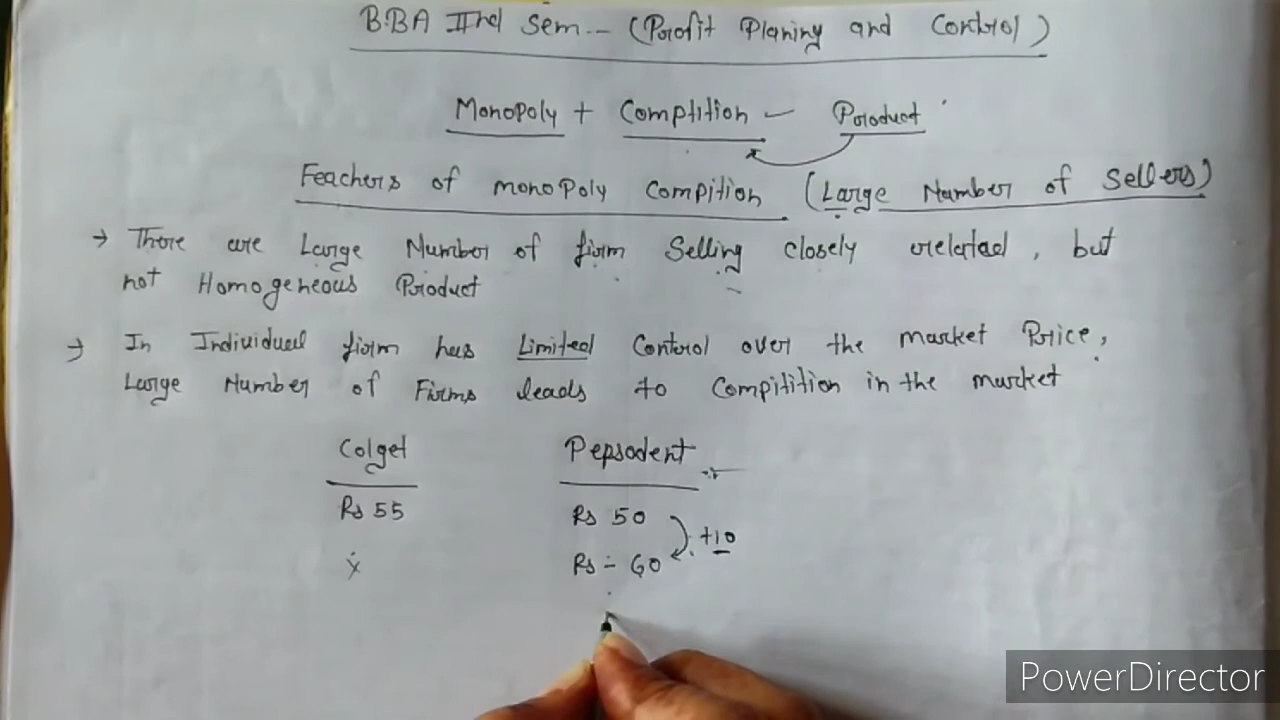 B.B.A IInd Sem.- (Profit Planing and Control)
Monopoly + Comptition - Product
Feachers of monopoly Compition (Large Number of Sellers)
→ There are Large Number of firm Selling closely related, but
not Homogeneous Product
→ In Individual firm has Limited Control over the market Price,
Large Number of Firms leads to Compitition in the market
Colget Pepsodent
Rs 55 Rs 50
+10
x Rs - 60
PowerDirector